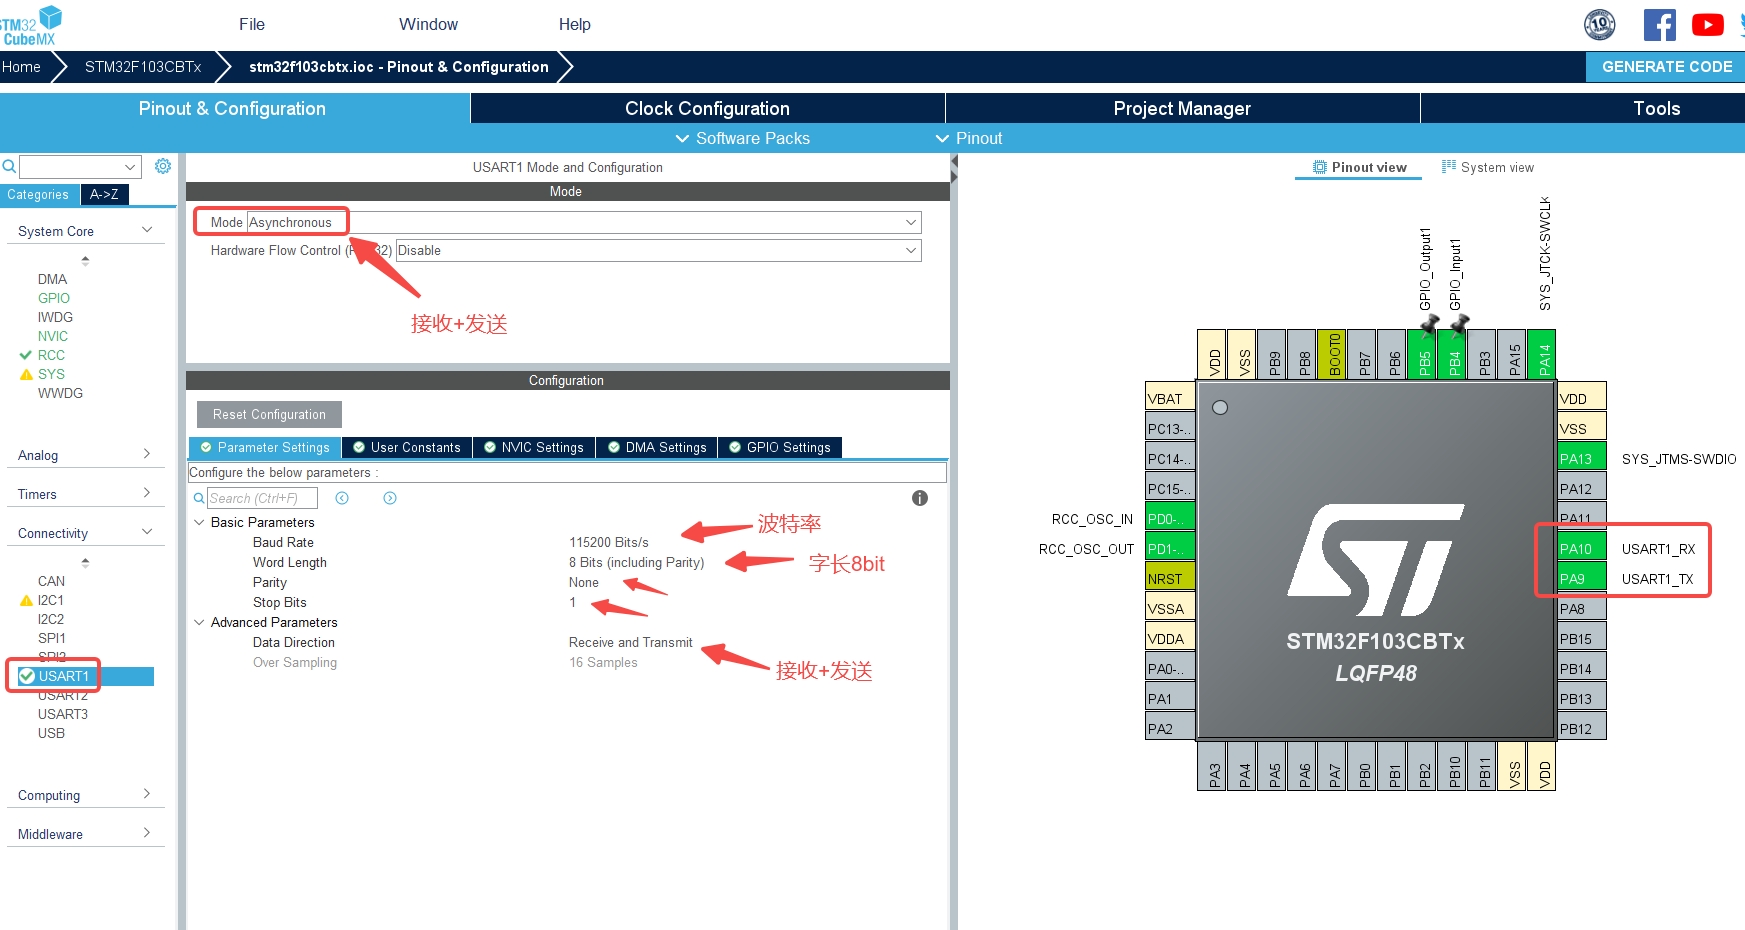 STM32
CubeMX
File
Window
Help
Home
STM32F103CBTx
stm32f103cbtx.ioc - Pinout & Configuration
GENERATE CODE
Pinout & Configuration
Clock Configuration
Project Manager
Tools
Software Packs
Pinout
Categories
A->Z
System Core
DMA
GPIO
IWDG
NVIC
RCC
SYS
WWDG
Analog
Timers
Connectivity
CAN
I2C1
I2C2
SPI1
SPI2
USART1
USART2
USART3
USB
Computing
Middleware
USART1 Mode and Configuration
Mode
Mode Asynchronous
Hardware Flow Control (RS232) Disable
接收+发送
Configuration
Reset Configuration
Parameter Settings
User Constants
NVIC Settings
DMA Settings
GPIO Settings
Configure the below parameters :
Search (Ctrl+F)
Basic Parameters
Baud Rate 115200 Bits/s 波特率
Word Length 8 Bits (including Parity) 字长8bit
Parity None
Stop Bits 1
Advanced Parameters
Data Direction Receive and Transmit 接收+发送
Over Sampling 16 Samples
Pinout view
System view
GPIO_Output1
GPIO_Input1
SYS_JTCK-SWCLK
VDD
VSS
PB9
PB8
BOOT0
PB7
PB6
PB5
PB4
PB3
PA15
PA14
VBAT
PC13-..
PC14-..
PC15-..
RCC_OSC_IN PD0-..
RCC_OSC_OUT PD1-..
NRST
VSSA
VDDA
PA0-..
PA1
PA2
STM32F103CBTx
LQFP48
VDD
VSS
PA13 SYS_JTMS-SWDIO
PA12
PA11
PA10 USART1_RX
PA9 USART1_TX
PA8
PB15
PB14
PB13
PB12
PA3
PA4
PA5
PA6
PA7
PB0
PB1
PB2
PB10
PB11
VSS
VDD